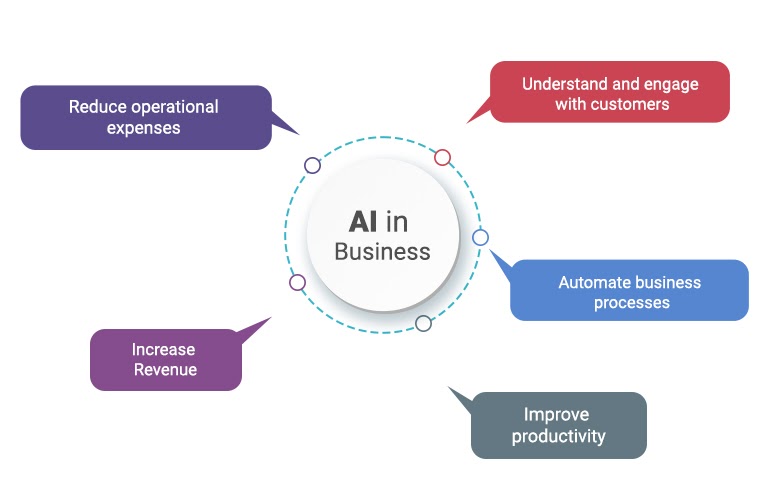 Understand and engage
with customers
Reduce operational
expenses
AI in
Business
Automate business
processes
Increase
Revenue
Improve
productivity